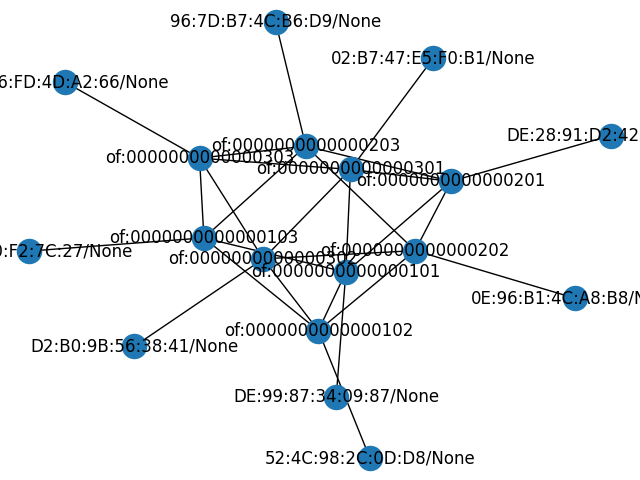 96:7D:B7:4C:B6:D9/None
02:B7:47:E5:F0:B1/None
6:FD:4D:A2:66/None
DE:28:91:D2:42
of:0000000000000203
of:0000000000000303
of:0000000000000301
of:0000000000000201
of:0000000000000103
of:0000000000000202
0:F2:7C:27/None
of:0000000000000302
of:0000000000000101
0E:96:B1:4C:A8:B8/N
of:0000000000000102
D2:B0:9B:56:38:41/None
DE:99:87:34:09:87/None
52:4C:98:2C:0D:D8/None